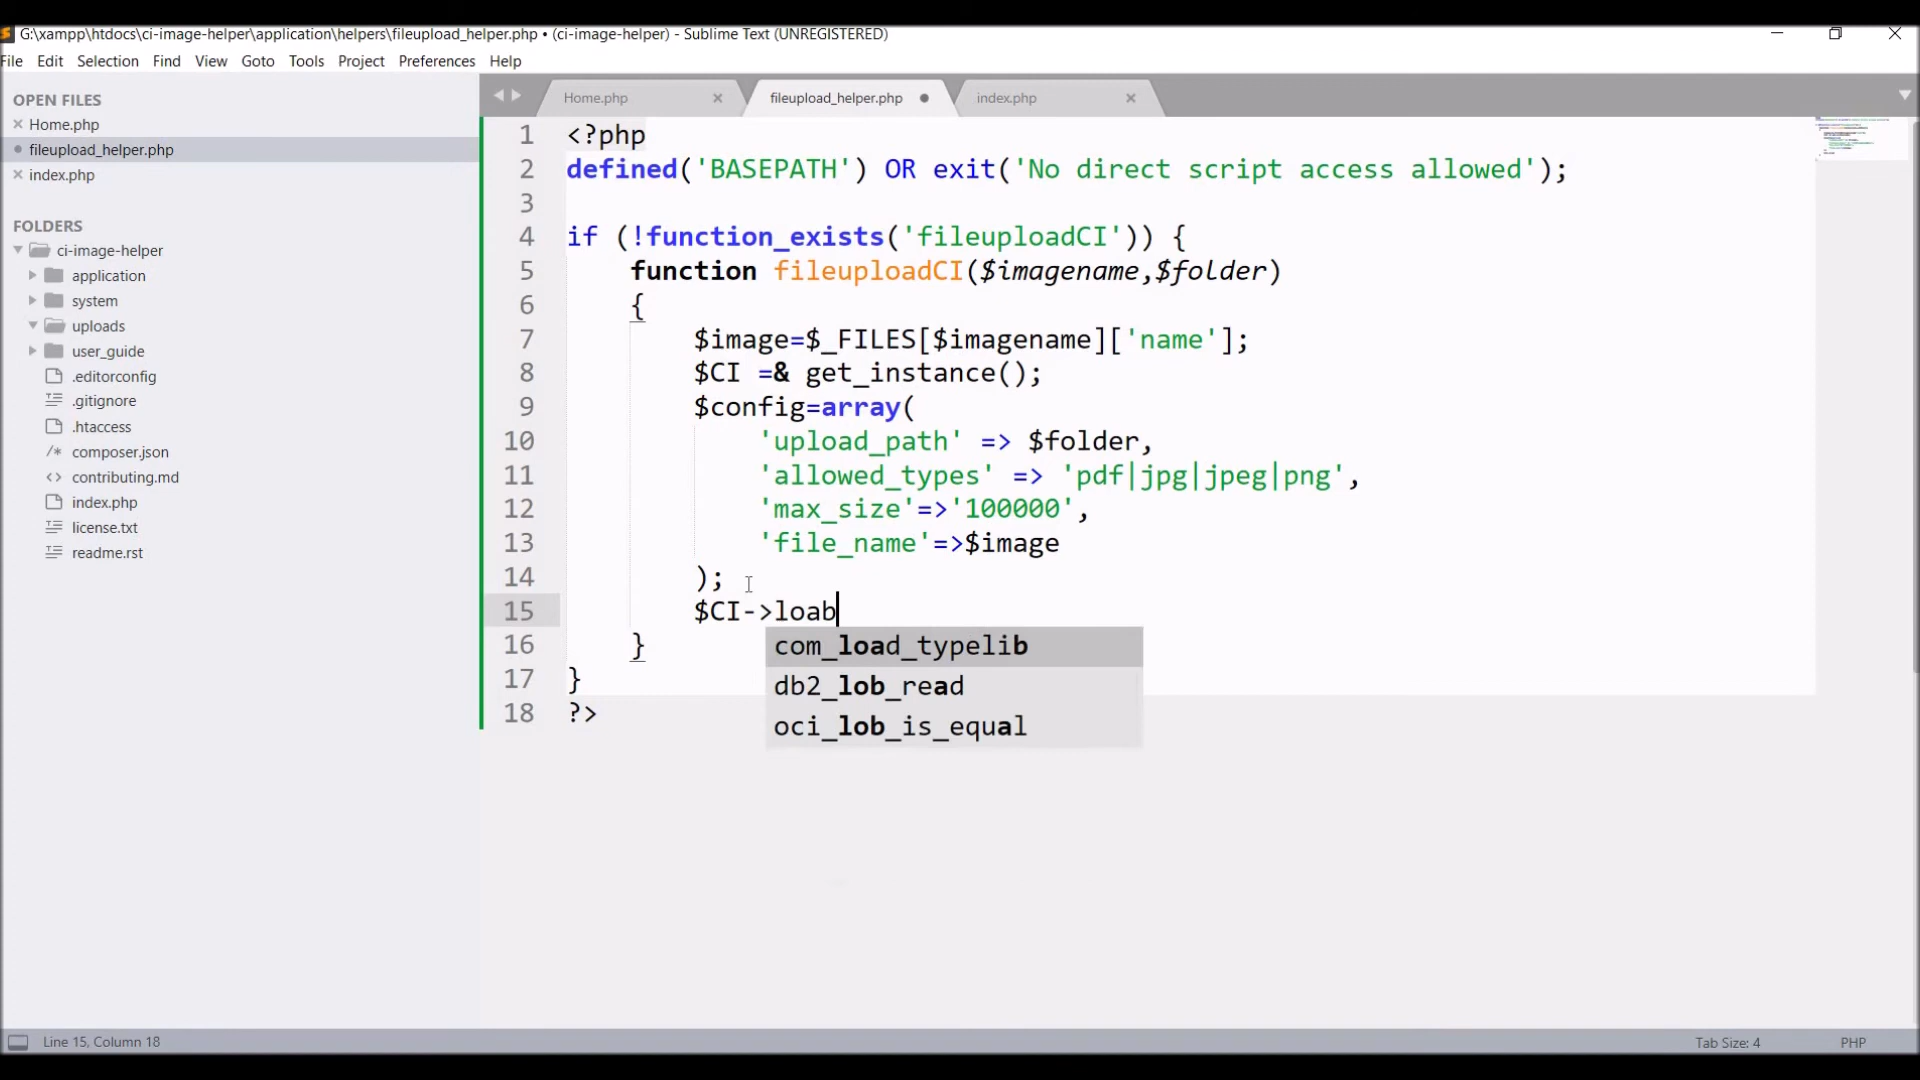 G:\xampp\htdocs\ci-image-helper\application\helpers\fileupload_helper.php • (ci-image-helper) - Sublime Text (UNREGISTERED)
File Edit Selection Find View Goto Tools Project Preferences Help
OPEN FILES
Home.php
fileupload_helper.php
index.php
FOLDERS
ci-image-helper
application
system
uploads
user_guide
.editorconfig
.gitignore
.htaccess
/* composer.json
<> contributing.md
index.php
license.txt
readme.rst
Home.php fileupload_helper.php index.php
1 <?php
2 defined('BASEPATH') OR exit('No direct script access allowed');
3
4 if (!function_exists('fileuploadCI')) {
5 function fileuploadCI($imagename,$folder)
6 {
7 $image=$_FILES[$imagename]['name'];
8 $CI =& get_instance();
9 $config=array(
10 'upload_path' => $folder,
11 'allowed_types' => 'pdf|jpg|jpeg|png',
12 'max_size'=>'100000',
13 'file_name'=>$image
14 );
15 $CI->loab
16 }
17 }
18 ?>
com_load_typelib
db2_lob_read
oci_lob_is_equal
Line 15, Column 18
Tab Size: 4
PHP